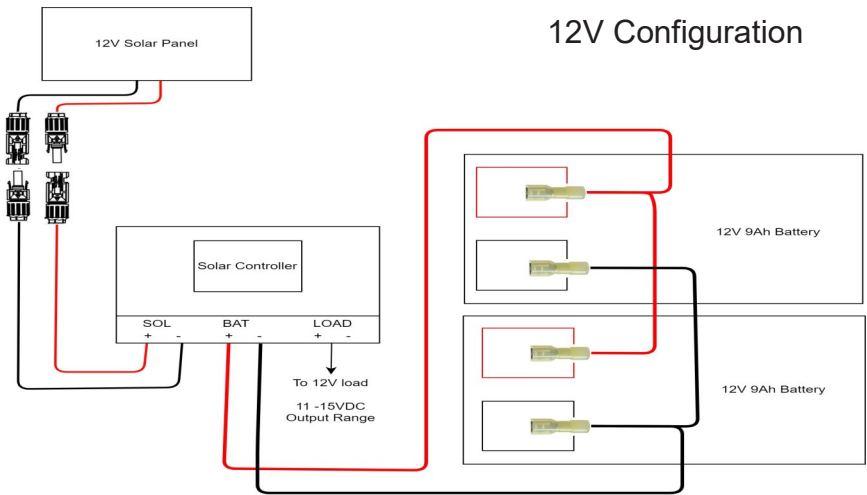 12V Configuration
12V Solar Panel
Solar Controller
SOL BAT LOAD
+ - + - + -
To 12V load
11 -15VDC
Output Range
12V 9Ah Battery
12V 9Ah Battery